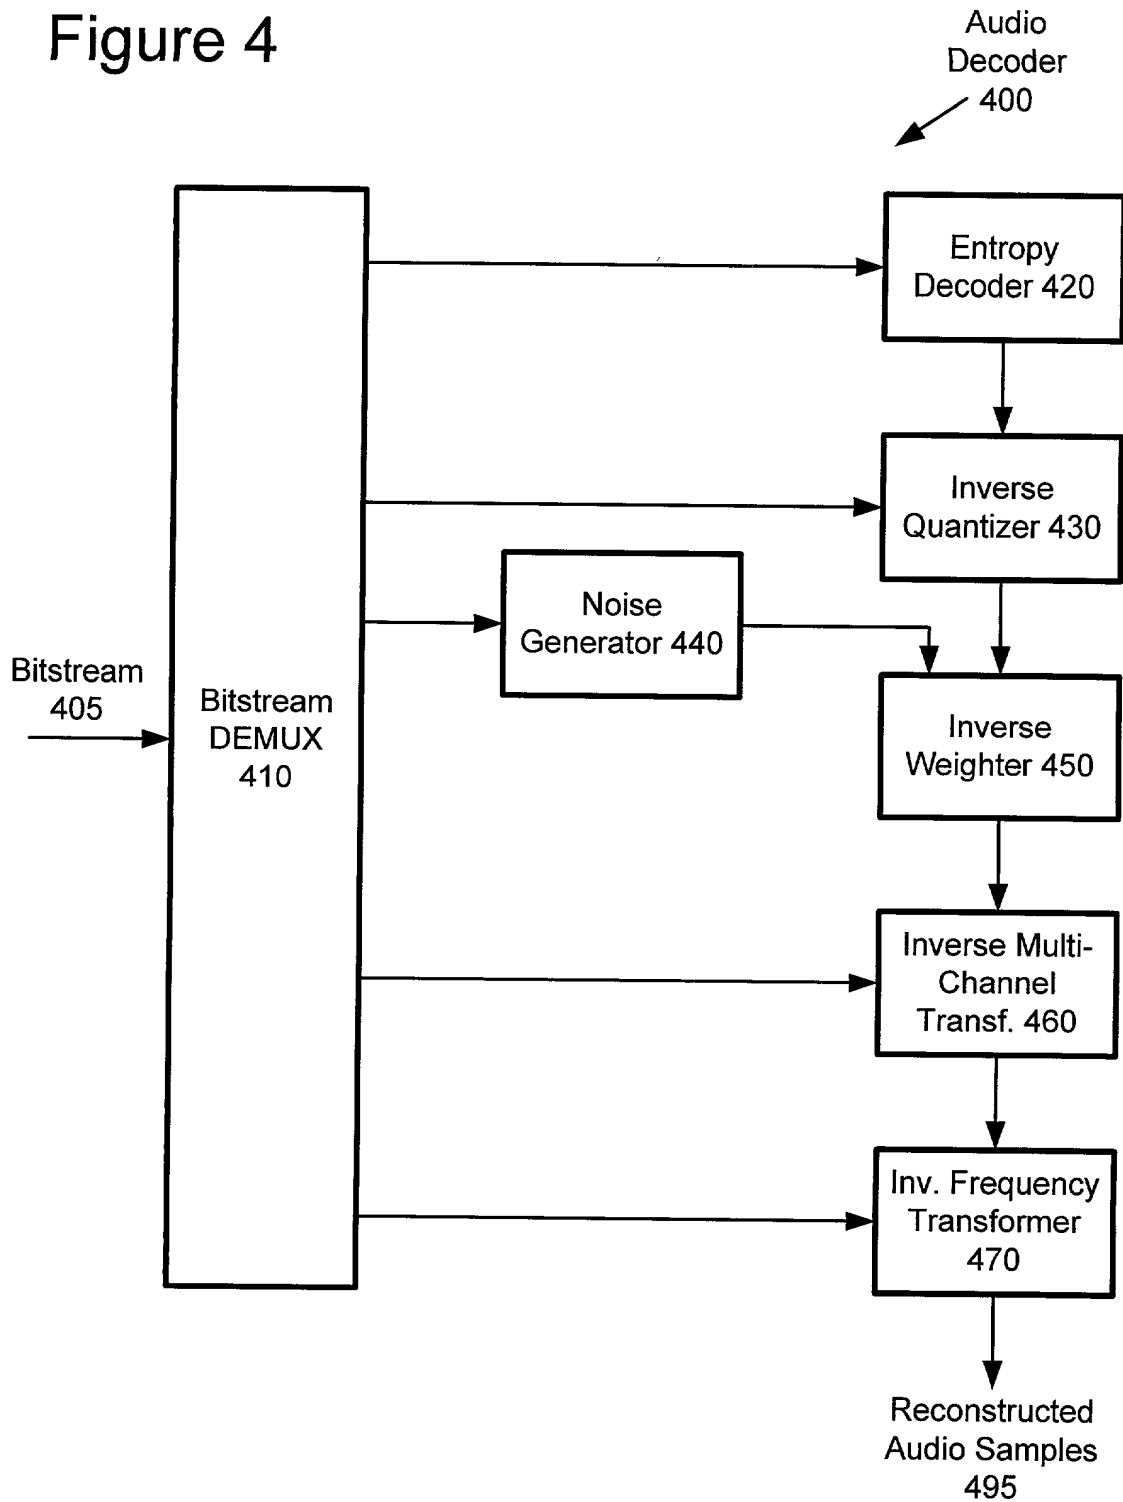 Figure 4
Audio
Decoder
400
Entropy
Decoder 420
Inverse
Quantizer 430
Noise
Generator 440
Bitstream
405
Bitstream
DEMUX
410
Inverse
Weighter 450
Inverse Multi-
Channel
Transf. 460
Inv. Frequency
Transformer
470
Reconstructed
Audio Samples
495